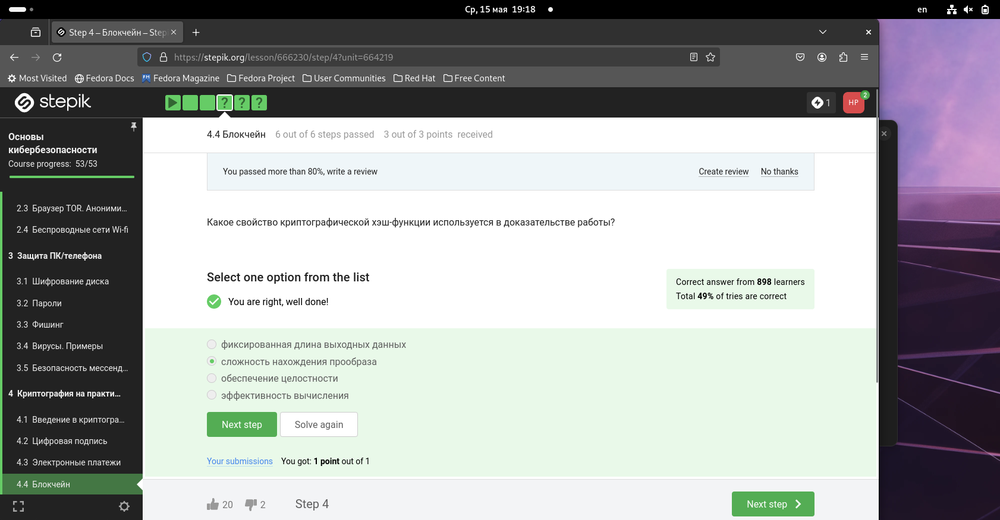 Ср, 15 мая 19:18
en
Step 4 – Блокчейн – Step
https://stepik.org/lesson/666230/step/4?unit=664219
Most Visited Fedora Docs Fedora Magazine Fedora Project User Communities Red Hat Free Content
stepik
? ? ?
1
HP
2
Основы
кибербезопасности
Course progress: 53/53
2.3 Браузер TOR. Аноними...
2.4 Беспроводные сети Wi-fi
3 Защита ПК/телефона
3.1 Шифрование диска
3.2 Пароли
3.3 Фишинг
3.4 Вирусы. Примеры
3.5 Безопасность мессенд...
4 Криптография на практи...
4.1 Введение в криптогра...
4.2 Цифровая подпись
4.3 Электронные платежи
4.4 Блокчейн
4.4 Блокчейн 6 out of 6 steps passed 3 out of 3 points received
You passed more than 80%, write a review
Create review No thanks
Какое свойство криптографической хэш-функции используется в доказательстве работы?
Select one option from the list
You are right, well done!
Correct answer from 898 learners
Total 49% of tries are correct
фиксированная длина выходных данных
сложность нахождения прообраза
обеспечение целостности
эффективность вычисления
Next step Solve again
Your submissions You got: 1 point out of 1
20 2 Step 4
Next step